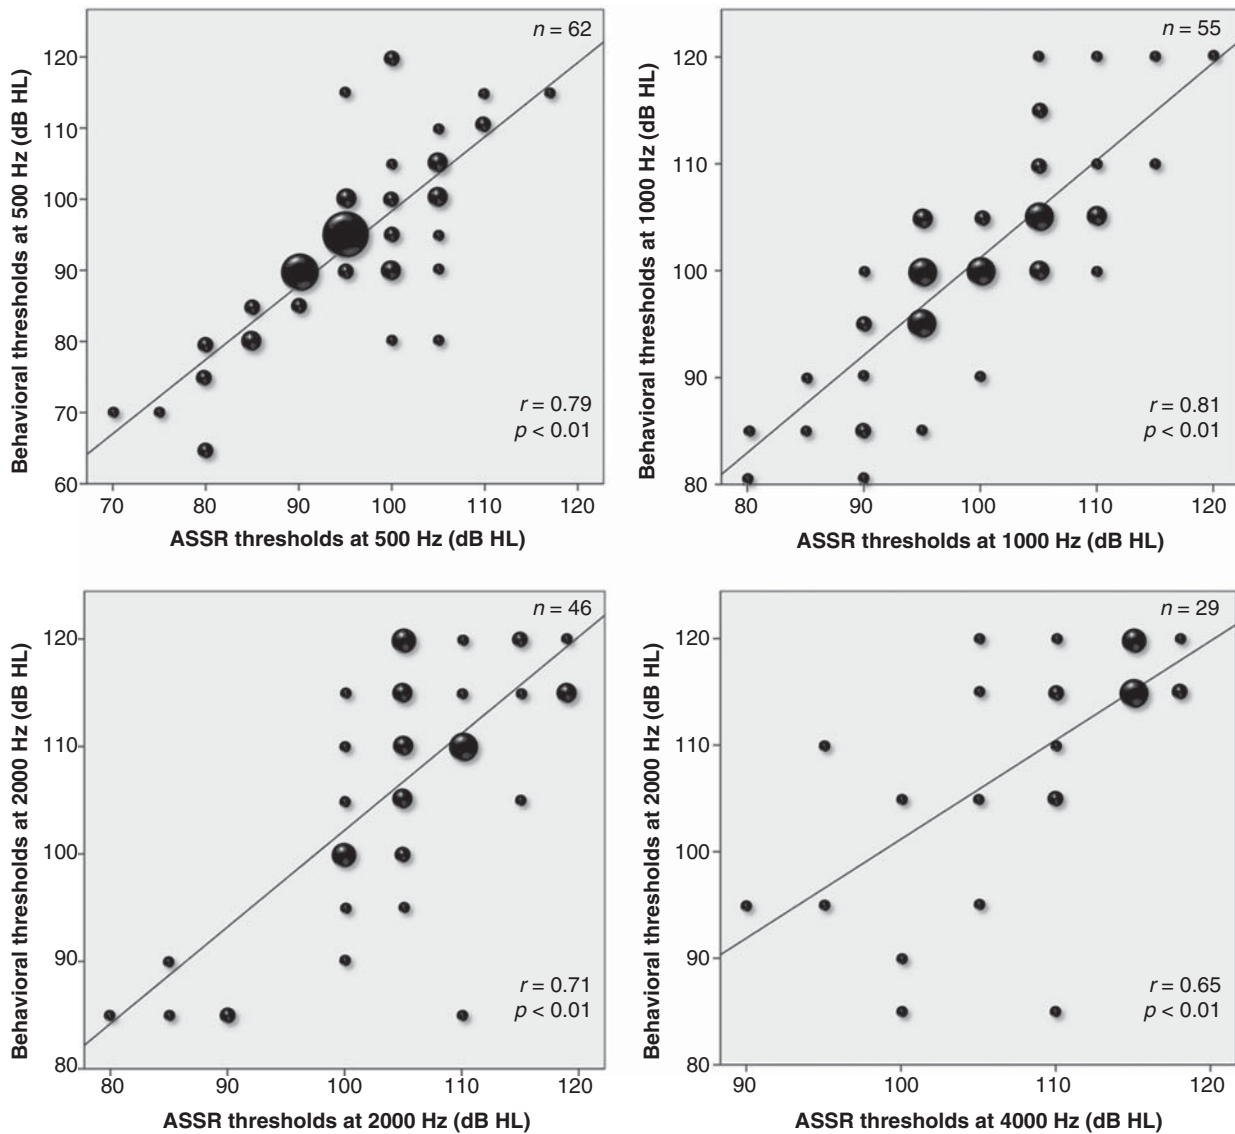 n = 62
Behavioral thresholds at 500 Hz (dB HL)
120
110
100
90
80
70
60
r = 0.79
p < 0.01
70 80 90 100 110 120
ASSR thresholds at 500 Hz (dB HL)
n = 55
Behavioral thresholds at 1000 Hz (dB HL)
120
110
100
90
80
r = 0.81
p < 0.01
80 90 100 110 120
ASSR thresholds at 1000 Hz (dB HL)
n = 46
Behavioral thresholds at 2000 Hz (dB HL)
120
110
100
90
80
r = 0.71
p < 0.01
80 90 100 110 120
ASSR thresholds at 2000 Hz (dB HL)
n = 29
Behavioral thresholds at 2000 Hz (dB HL)
120
110
100
90
80
r = 0.65
p < 0.01
90 100 110 120
ASSR thresholds at 4000 Hz (dB HL)